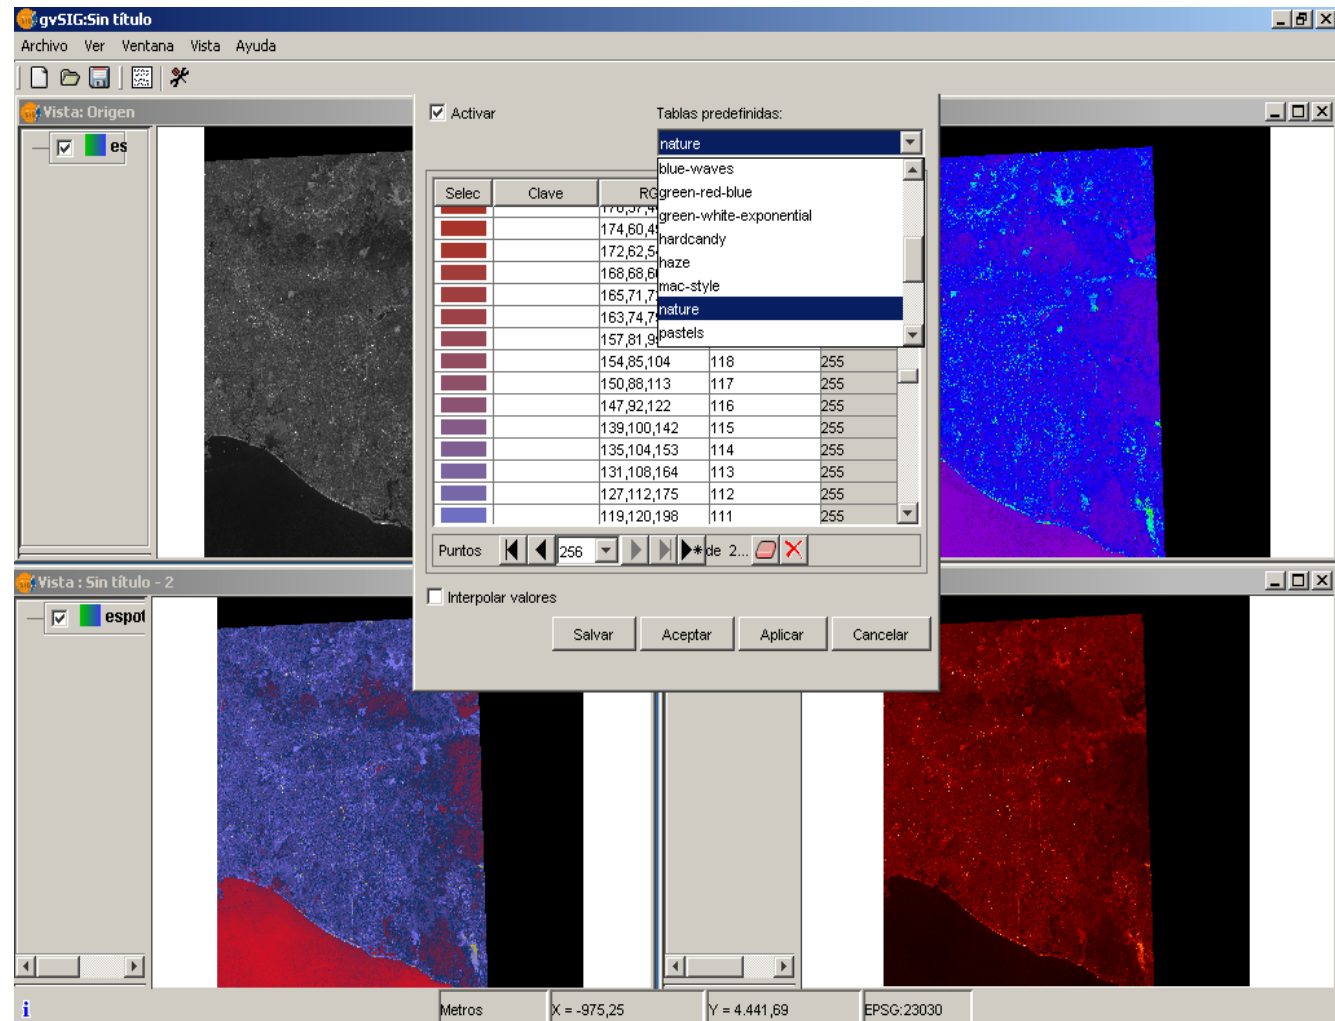 gvSIG:Sin título
Archivo Ver Ventana Vista Ayuda
Vista: Origen
es
Activar
Tablas predefinidas:
nature
blue-waves
green-red-blue
green-white-exponential
hardcandy
haze
mac-style
nature
pastels
Selec Clave RG
174,60,4
172,62,5
168,68,6
165,71,7
163,74,7
157,81,9
154,85,104 118 255
150,88,113 117 255
147,92,122 116 255
139,100,142 115 255
135,104,153 114 255
131,108,164 113 255
127,112,175 112 255
119,120,198 111 255
Puntos 256 de 2...
Interpolar valores
Salvar Aceptar Aplicar Cancelar
Vista : Sin título - 2
espot
Metros X = -975,25 Y = 4.441,69 EPSG:23030